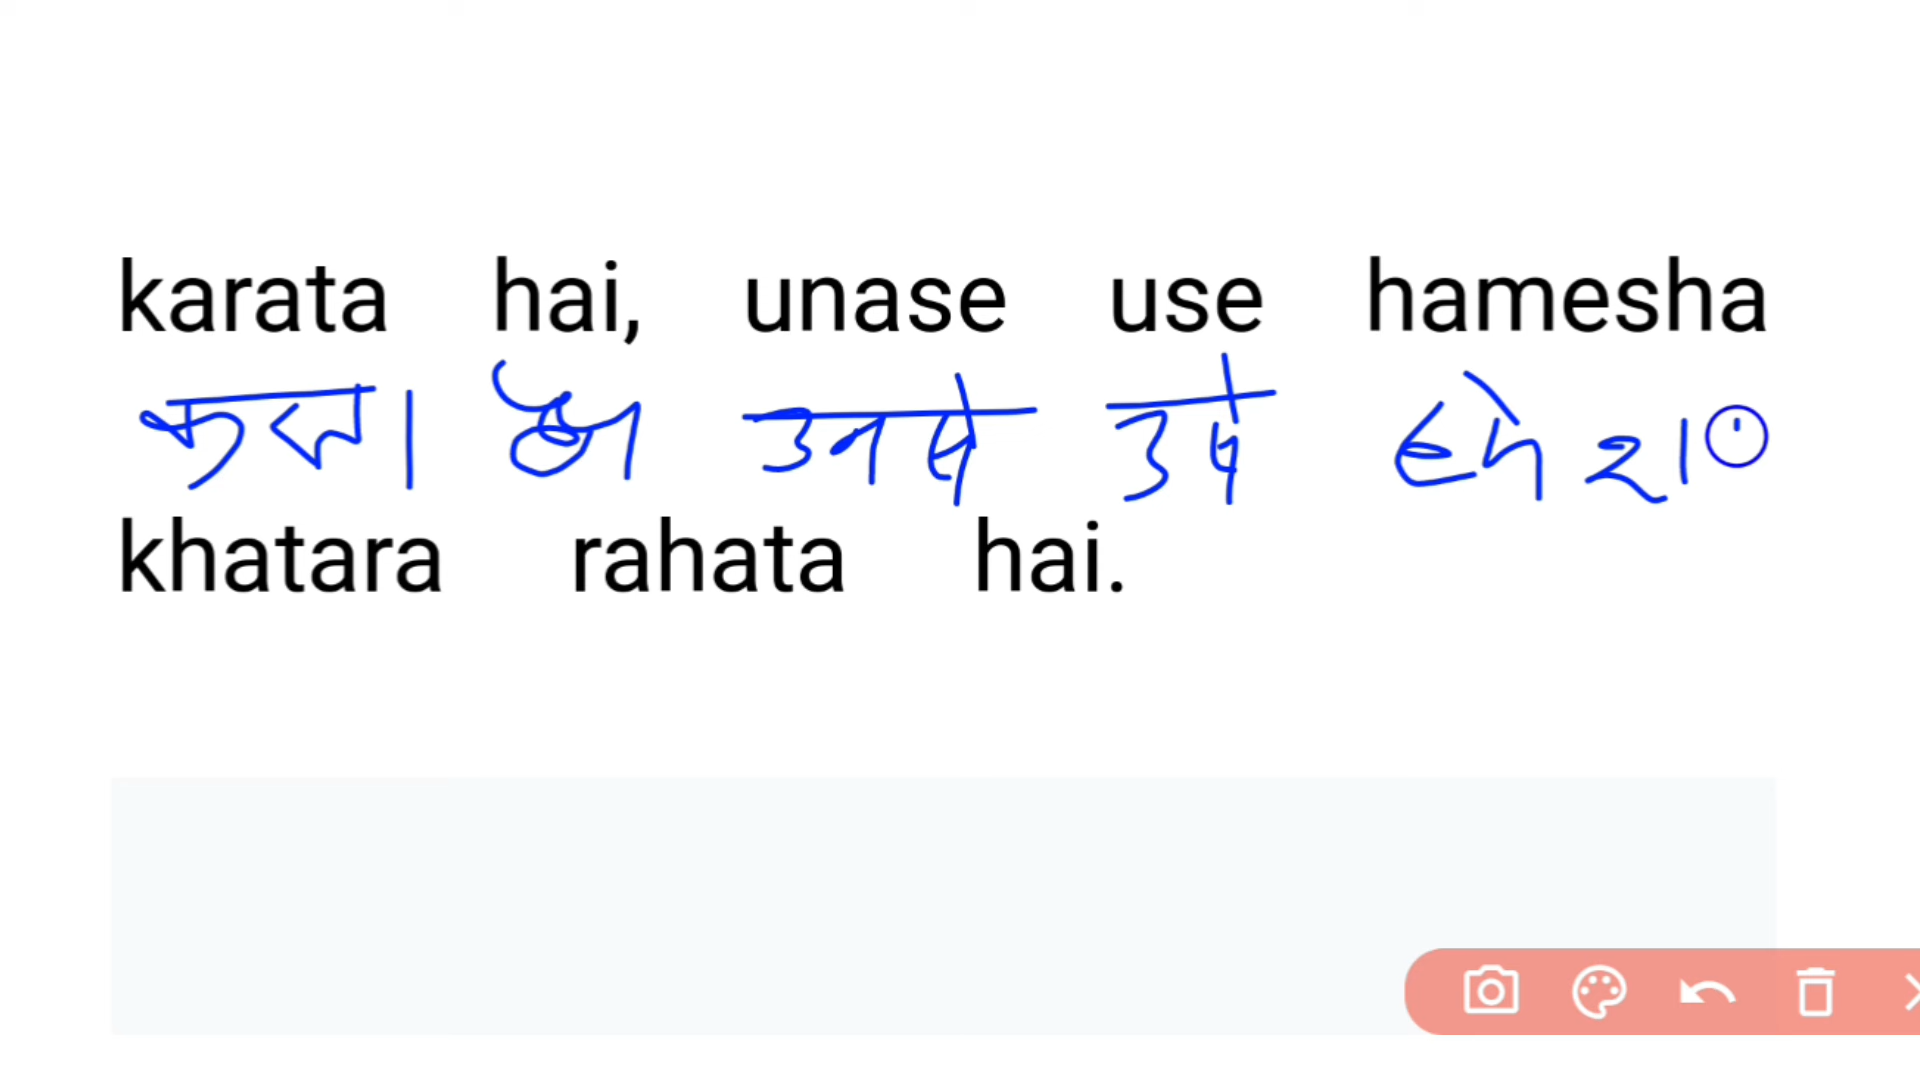 karata hai, unase use hamesha
करता है उनसे उसे हमेशा
khatara rahata hai.